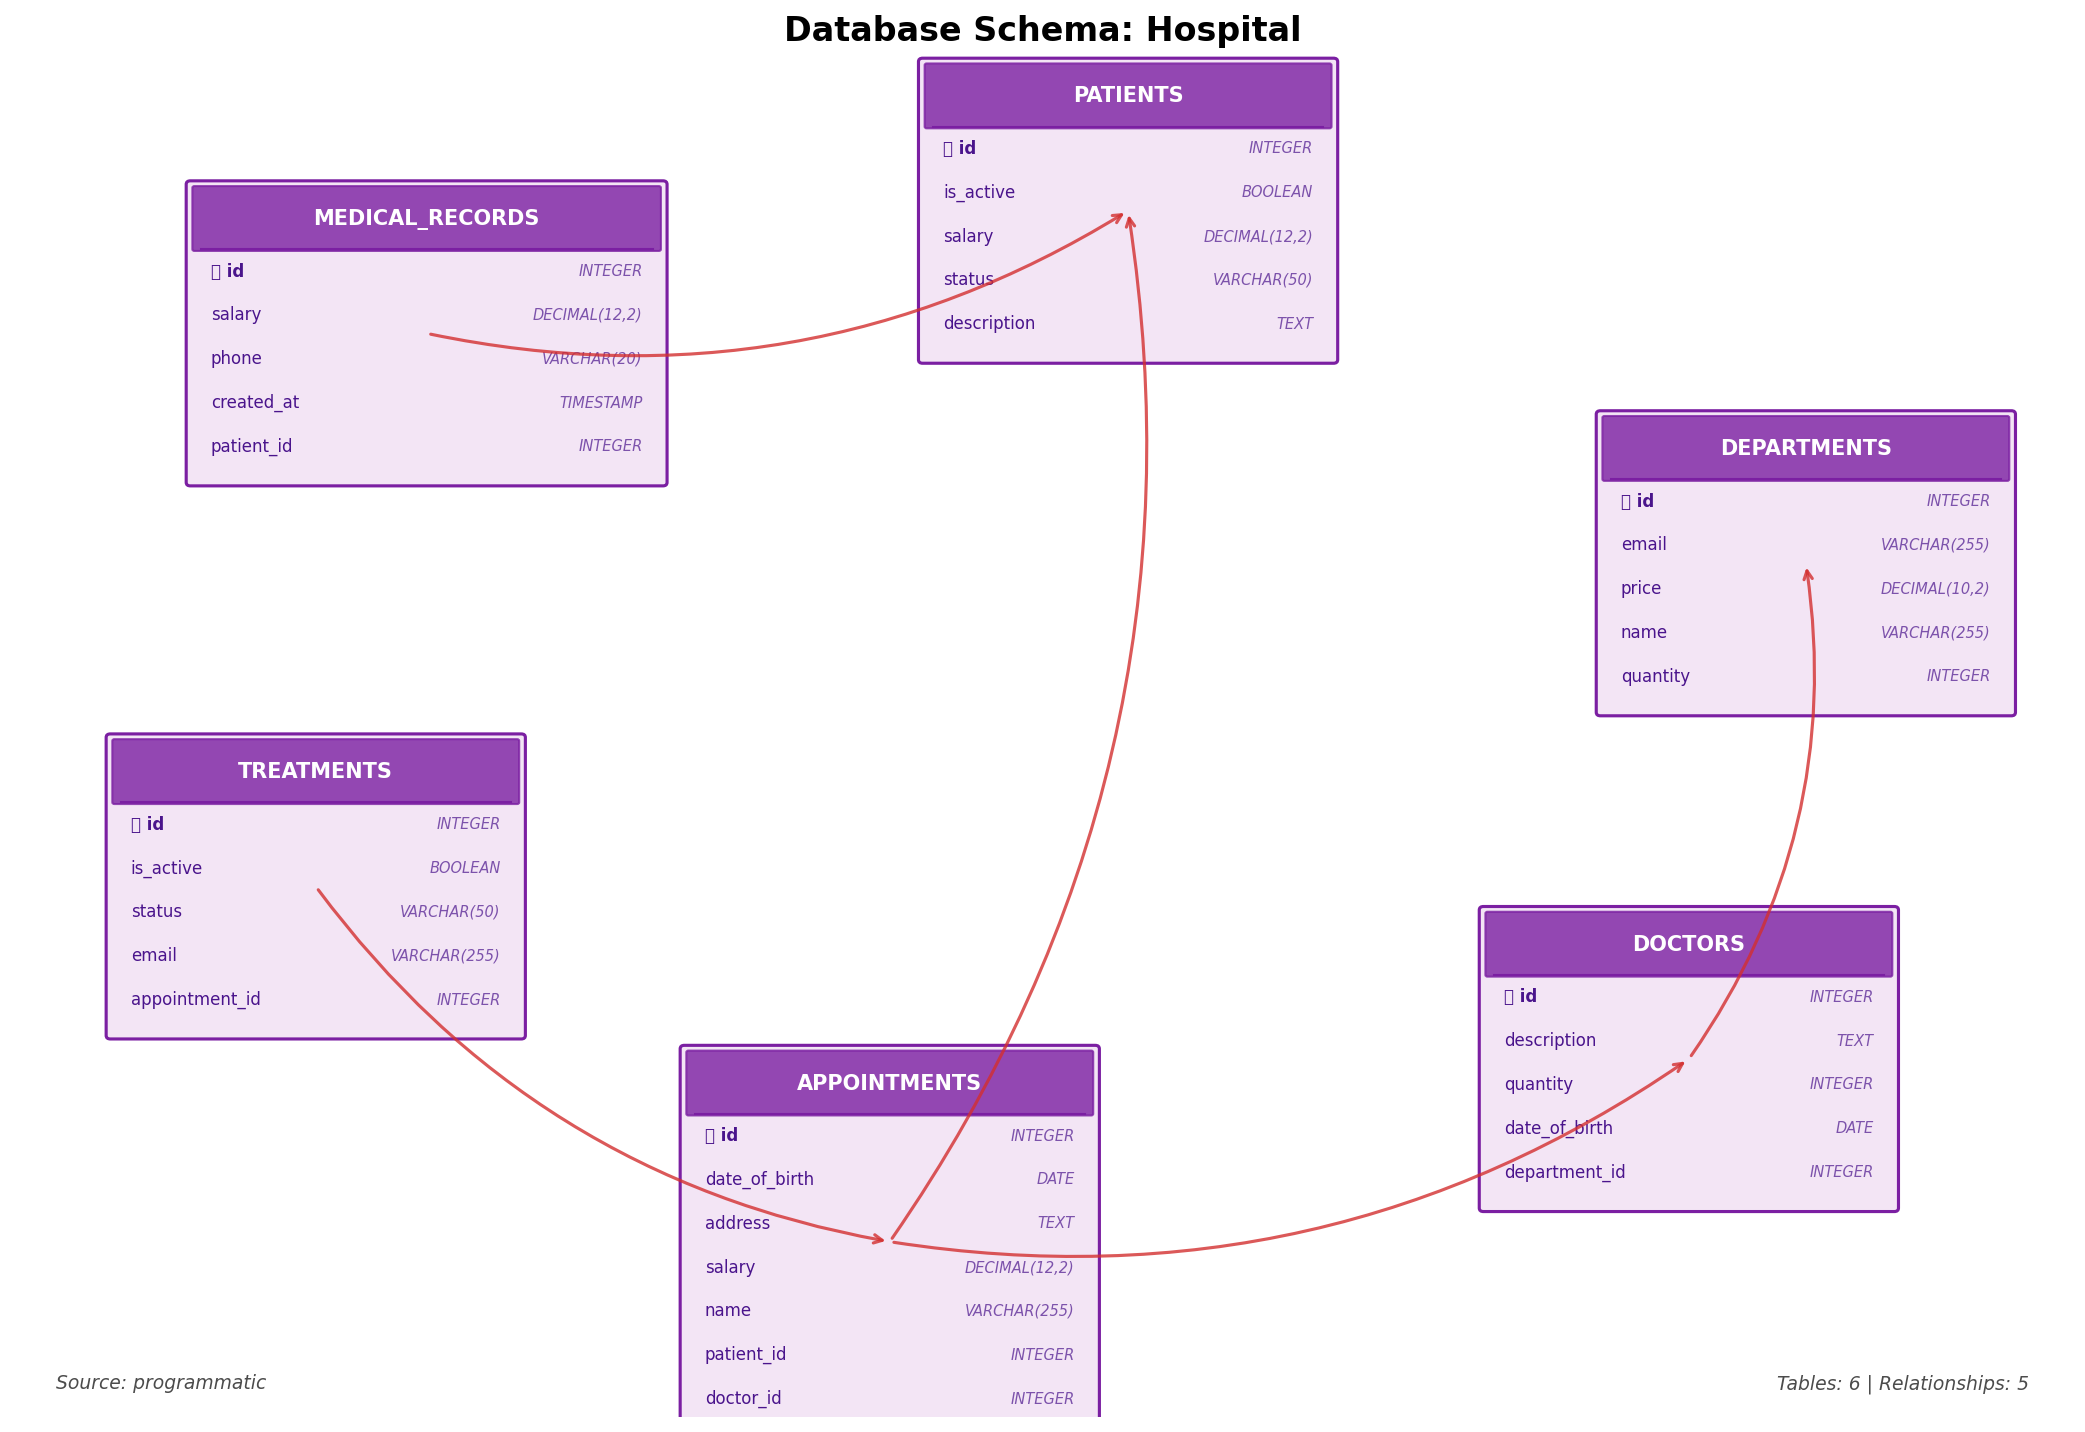 Database Schema: Hospital
PATIENTS
id INTEGER
is_active BOOLEAN
salary DECIMAL(12,2)
status VARCHAR(50)
description TEXT
MEDICAL_RECORDS
id INTEGER
salary DECIMAL(12,2)
phone VARCHAR(20)
created_at TIMESTAMP
patient_id INTEGER
DEPARTMENTS
id INTEGER
email VARCHAR(255)
price DECIMAL(10,2)
name VARCHAR(255)
quantity INTEGER
TREATMENTS
id INTEGER
is_active BOOLEAN
status VARCHAR(50)
email VARCHAR(255)
appointment_id INTEGER
DOCTORS
id INTEGER
description TEXT
quantity INTEGER
date_of_birth DATE
department_id INTEGER
APPOINTMENTS
id INTEGER
date_of_birth DATE
address TEXT
salary DECIMAL(12,2)
name VARCHAR(255)
patient_id INTEGER
doctor_id INTEGER
Source: programmatic
Tables: 6 | Relationships: 5